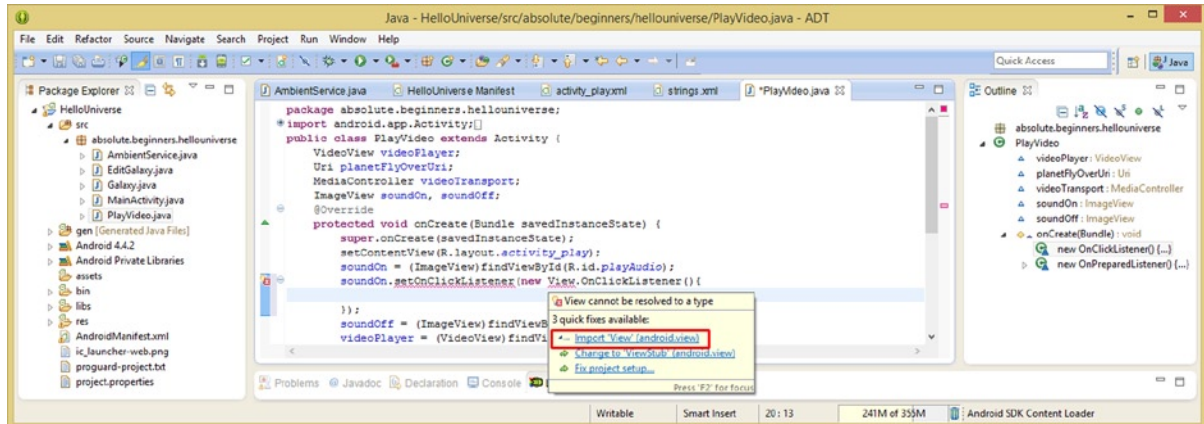 Java - HelloUniverse/src/absolute/beginners/hellouniverse/PlayVideo.java - ADT
File Edit Refactor Source Navigate Search Project Run Window Help
Quick Access
Java
Package Explorer
HelloUniverse
src
absolute.beginners.hellouniverse
AmbientService.java
EditGalaxy.java
Galaxy.java
MainActivity.java
PlayVideo.java
gen [Generated Java Files]
Android 4.4.2
Android Private Libraries
assets
bin
libs
res
AndroidManifest.xml
ic_launcher-web.png
proguard-project.txt
project.properties
AmbientService.java
HelloUniverse Manifest
activity_play.xml
strings.xml
*PlayVideo.java
package absolute.beginners.hellouniverse;
import android.app.Activity;
public class PlayVideo extends Activity {
VideoView videoPlayer;
Uri planetFlyOverUri;
MediaController videoTransport;
ImageView soundOn, soundOff;
@Override
protected void onCreate(Bundle savedInstanceState) {
super.onCreate(savedInstanceState);
setContentView(R.layout.activity_play);
soundOn = (ImageView)findViewById(R.id.playAudio);
soundOn.setOnClickListener(new View.OnClickListener(){
});
soundOff = (ImageView)findViewB
videoPlayer = (VideoView)findVi
View cannot be resolved to a type
3 quick fixes available:
Import 'View' (android.view)
Change to 'ViewStub' (android.view)
Fix project setup...
Press 'F2' for focus
Problems @ Javadoc Declaration Console
Outline
absolute.beginners.hellouniverse
PlayVideo
videoPlayer : VideoView
planetFlyOverUri : Uri
videoTransport : MediaController
soundOn : ImageView
soundOff : ImageView
onCreate(Bundle) : void
new OnClickListener() {...}
new OnPreparedListener() {...}
Writable
Smart Insert
20 : 13
241M of 355M
Android SDK Content Loader